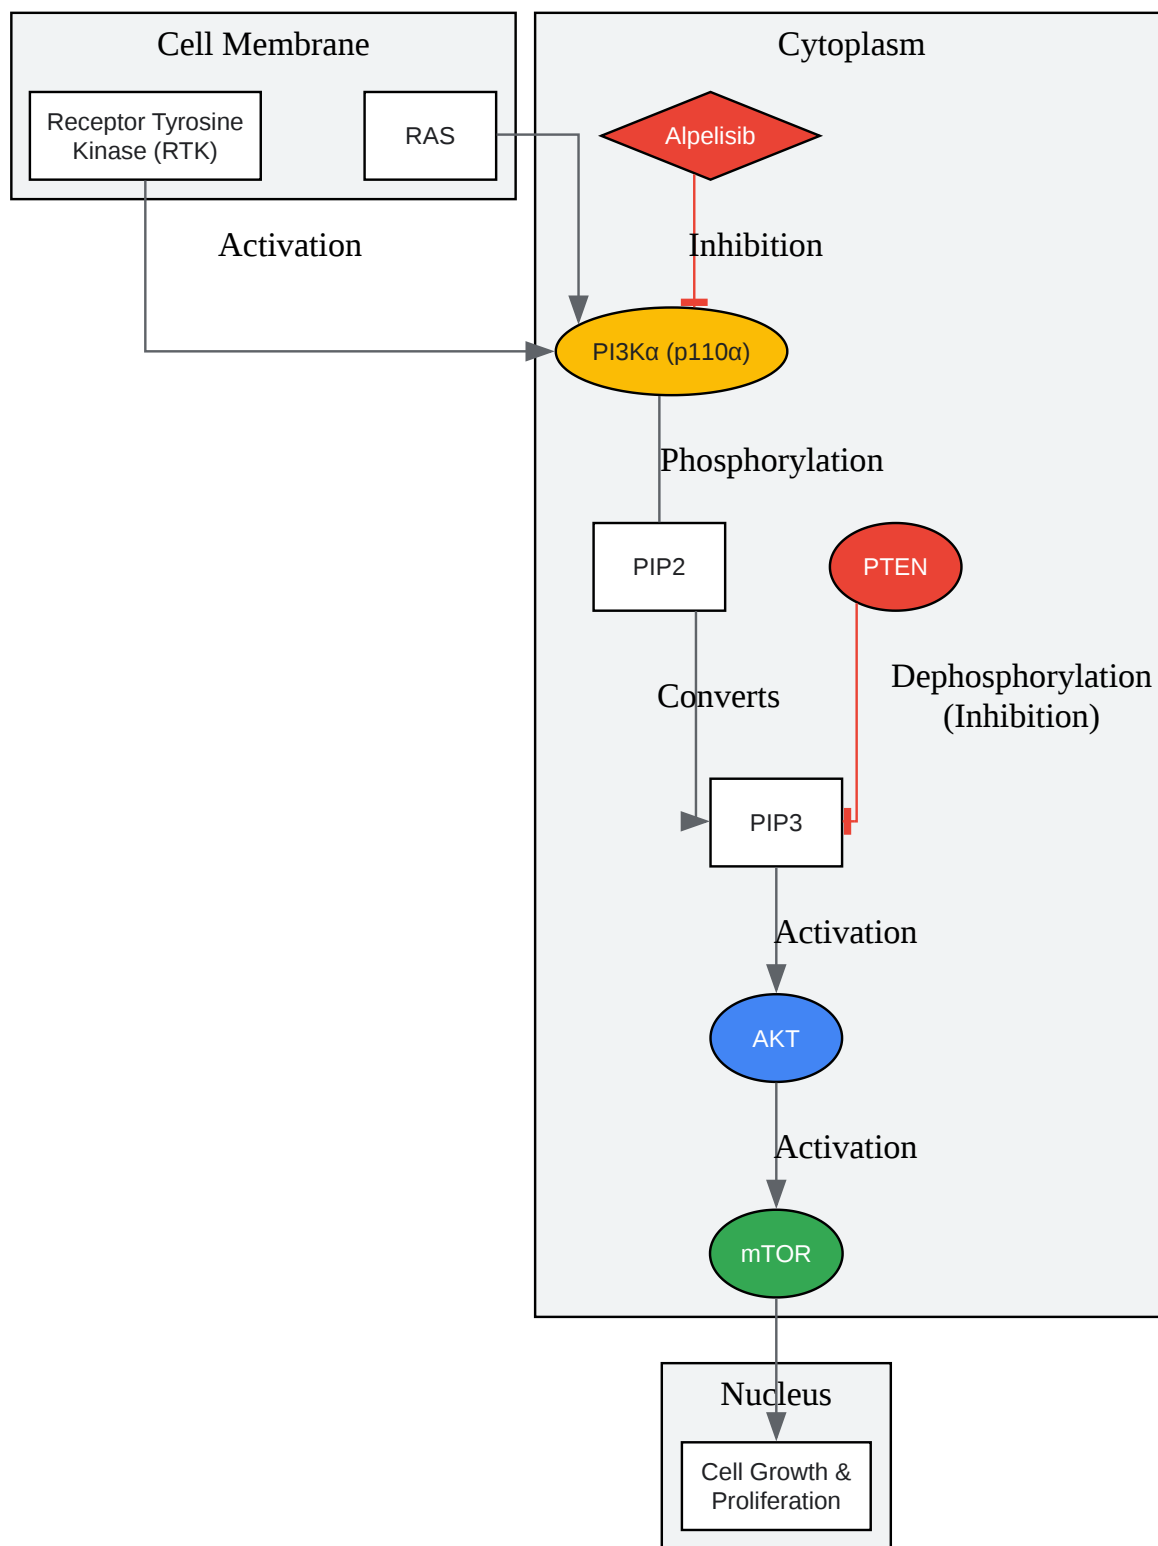 Cell Membrane
Cytoplasm
Receptor Tyrosine
Kinase (RTK)
RAS
Alpelisib
Activation
Inhibition
PI3Kα (p110α)
Phosphorylation
PIP2
PTEN
Converts
Dephosphorylation
(Inhibition)
PIP3
Activation
AKT
Activation
mTOR
Nucleus
Cell Growth &
Proliferation